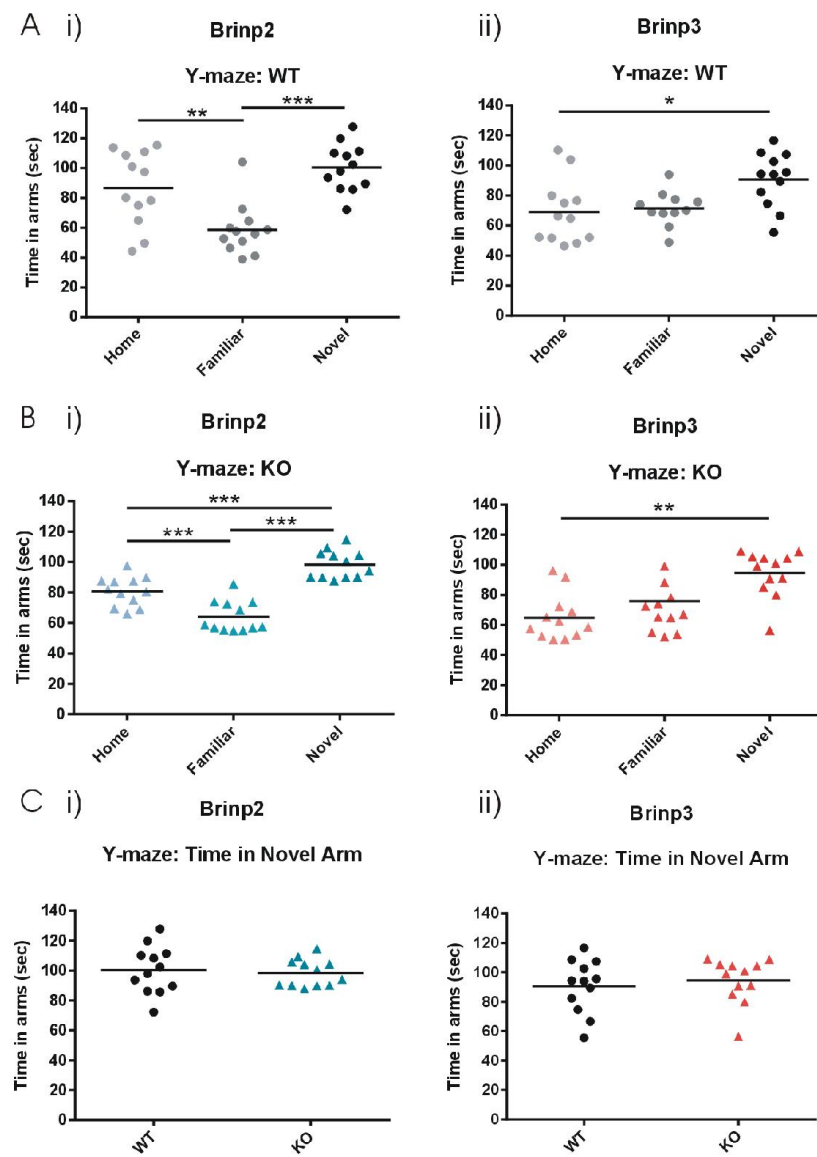 A i) Brinp2
Y-maze: WT
***
**
Time in arms (sec)
140
120
100
80
60
40
20
0
Home Familiar Novel
ii) Brinp3
Y-maze: WT
*
Time in arms (sec)
140
120
100
80
60
40
20
0
Home Familiar Novel
B i) Brinp2
Y-maze: KO
***
*** ***
Time in arms (sec)
140
120
100
80
60
40
20
0
Home Familiar Novel
ii) Brinp3
Y-maze: KO
**
Time in arms (sec)
140
120
100
80
60
40
20
0
Home Familiar Novel
C i) Brinp2
Y-maze: Time in Novel Arm
Time in arms (sec)
140
120
100
80
60
40
20
0
WT KO
ii) Brinp3
Y-maze: Time in Novel Arm
Time in arms (sec)
140
120
100
80
60
40
20
0
WT KO